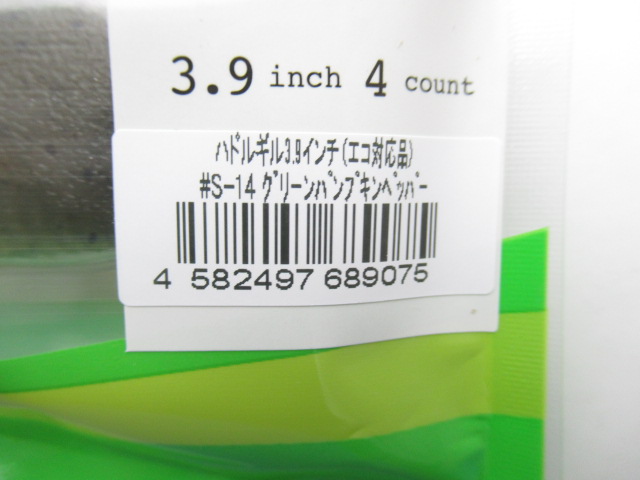 3.9 inch 4 count
ﾊﾄﾞﾙｷﾞﾙ3.9インチ(エコ対応品)
#S-14 ｸﾞﾘｰﾝﾊﾟﾝﾌﾟｷﾝﾍﾟｯﾊﾟｰ
4 582497 689075